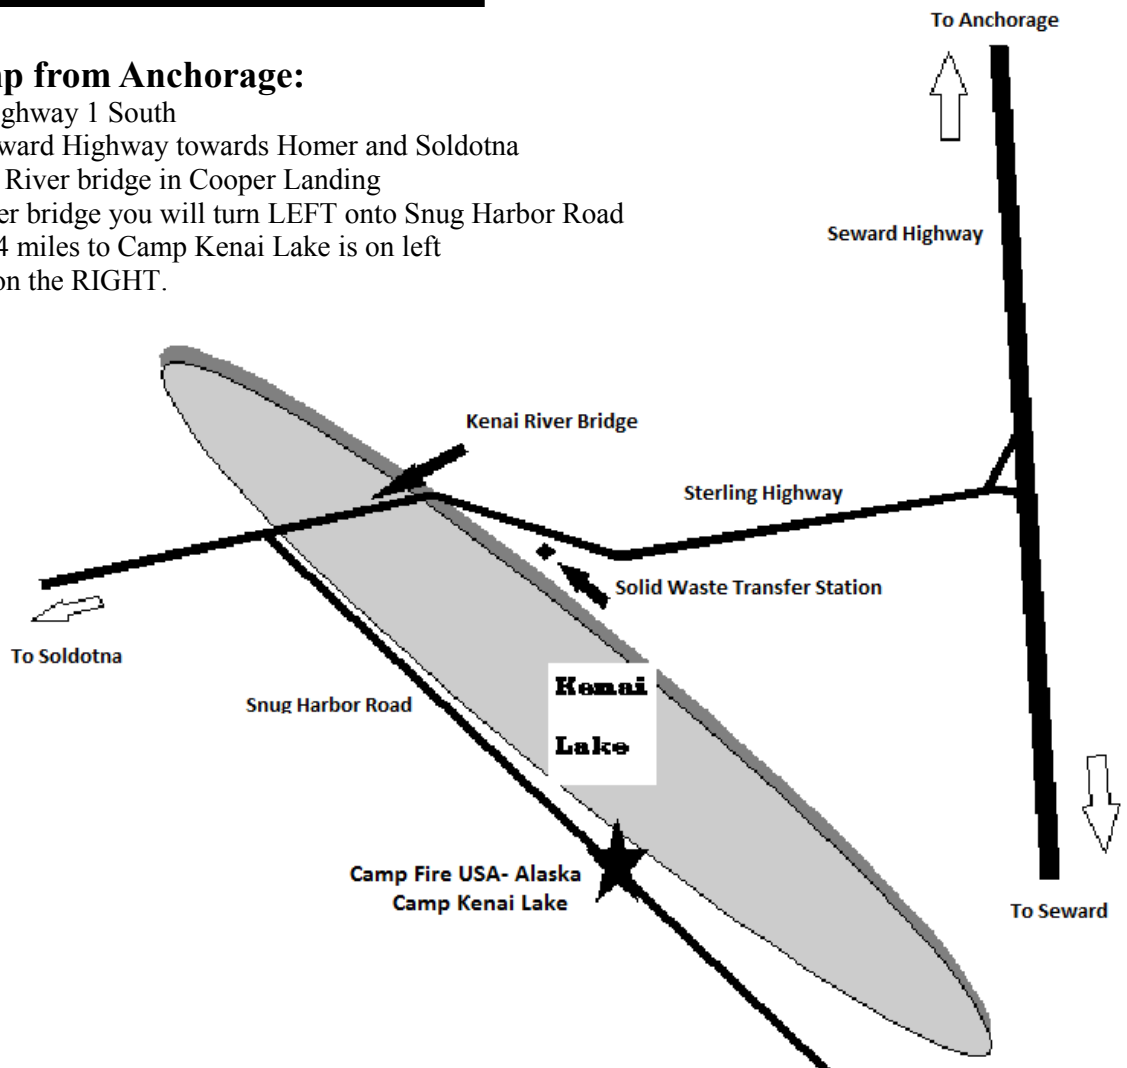 To Anchorage
p from Anchorage:
ghway 1 South
ward Highway towards Homer and Soldotna
River bridge in Cooper Landing
er bridge you will turn LEFT onto Snug Harbor Road
4 miles to Camp Kenai Lake is on left
on the RIGHT.
Seward Highway
Kenai River Bridge
Sterling Highway
Solid Waste Transfer Station
To Soldotna
Kenai
Snug Harbor Road
Lake
Camp Fire USA- Alaska
Camp Kenai Lake
To Seward